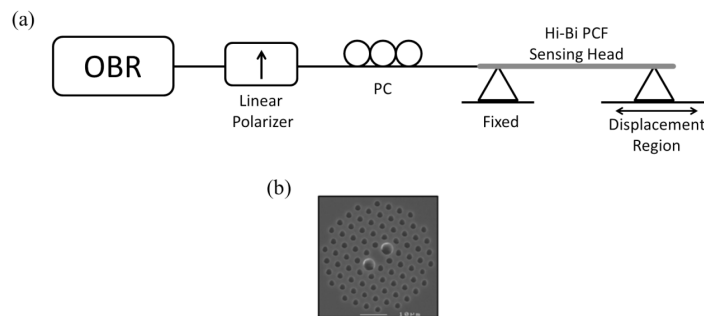 (a)
OBR
Linear
Polarizer
PC
Hi-Bi PCF
Sensing Head
Fixed
Displacement
Region
(b)